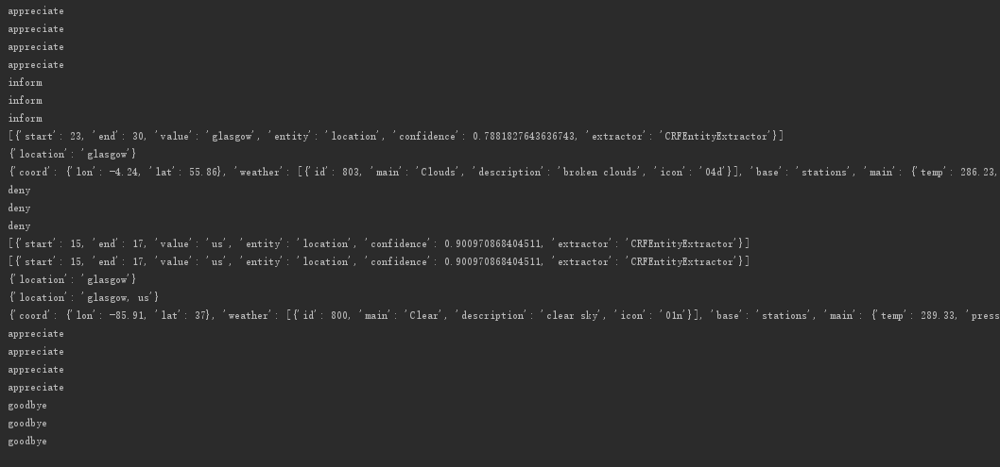 appreciate
appreciate
appreciate
appreciate
inform
inform
inform
[{'start': 23, 'end': 30, 'value': 'glasgow', 'entity': 'location', 'confidence': 0.7881827643636743, 'extractor': 'CRFEntityExtractor'}]
{'location': 'glasgow'}
{'coord': {'lon': -4.24, 'lat': 55.86}, 'weather': [{'id': 803, 'main': 'Clouds', 'description': 'broken clouds', 'icon': '04d'}], 'base': 'stations', 'main': {'temp': 286.23,
deny
deny
deny
[{'start': 15, 'end': 17, 'value': 'us', 'entity': 'location', 'confidence': 0.900970868404511, 'extractor': 'CRFEntityExtractor'}]
[{'start': 15, 'end': 17, 'value': 'us', 'entity': 'location', 'confidence': 0.900970868404511, 'extractor': 'CRFEntityExtractor'}]
{'location': 'glasgow'}
{'location': 'glasgow, us'}
{'coord': {'lon': -85.91, 'lat': 37}, 'weather': [{'id': 800, 'main': 'Clear', 'description': 'clear sky', 'icon': '01n'}], 'base': 'stations', 'main': {'temp': 289.33, 'press
appreciate
appreciate
appreciate
appreciate
goodbye
goodbye
goodbye